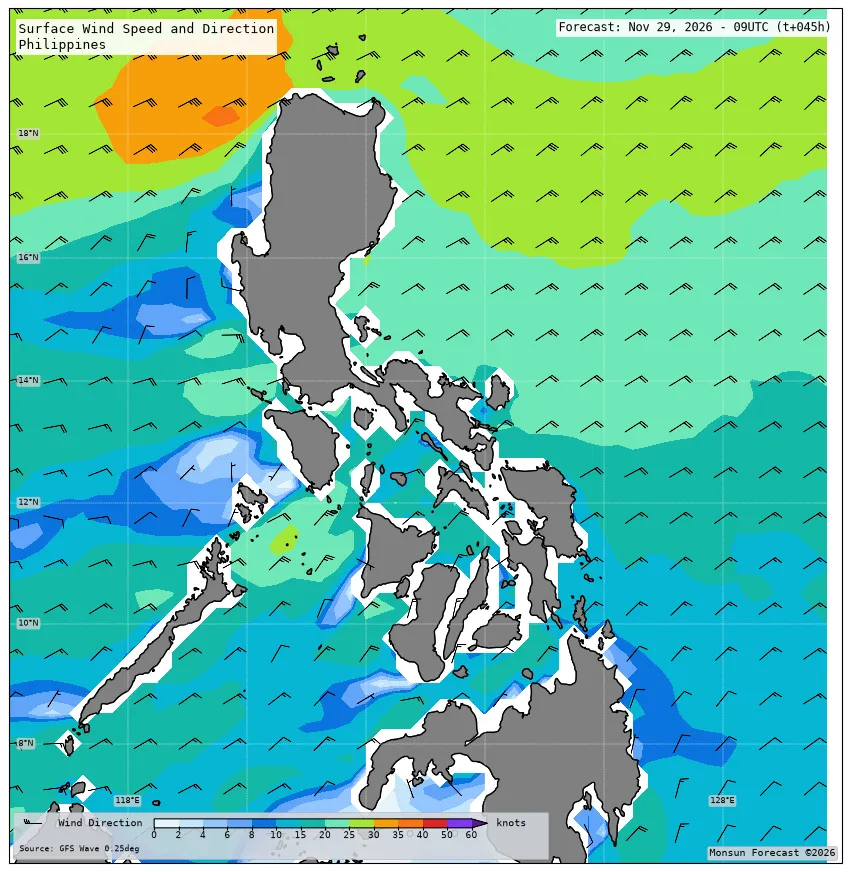 Surface Wind Speed and Direction
Philippines
Forecast: Nov 29, 2026 - 09UTC (t+045h)
18°N
16°N
14°N
12°N
10°N
8°N
118°E
128°E
Wind Direction
knots
0 2 4 6 8 10 15 20 25 30 35 40 50 60
Source: GFS Wave 0.25deg
Monsun Forecast ©2026